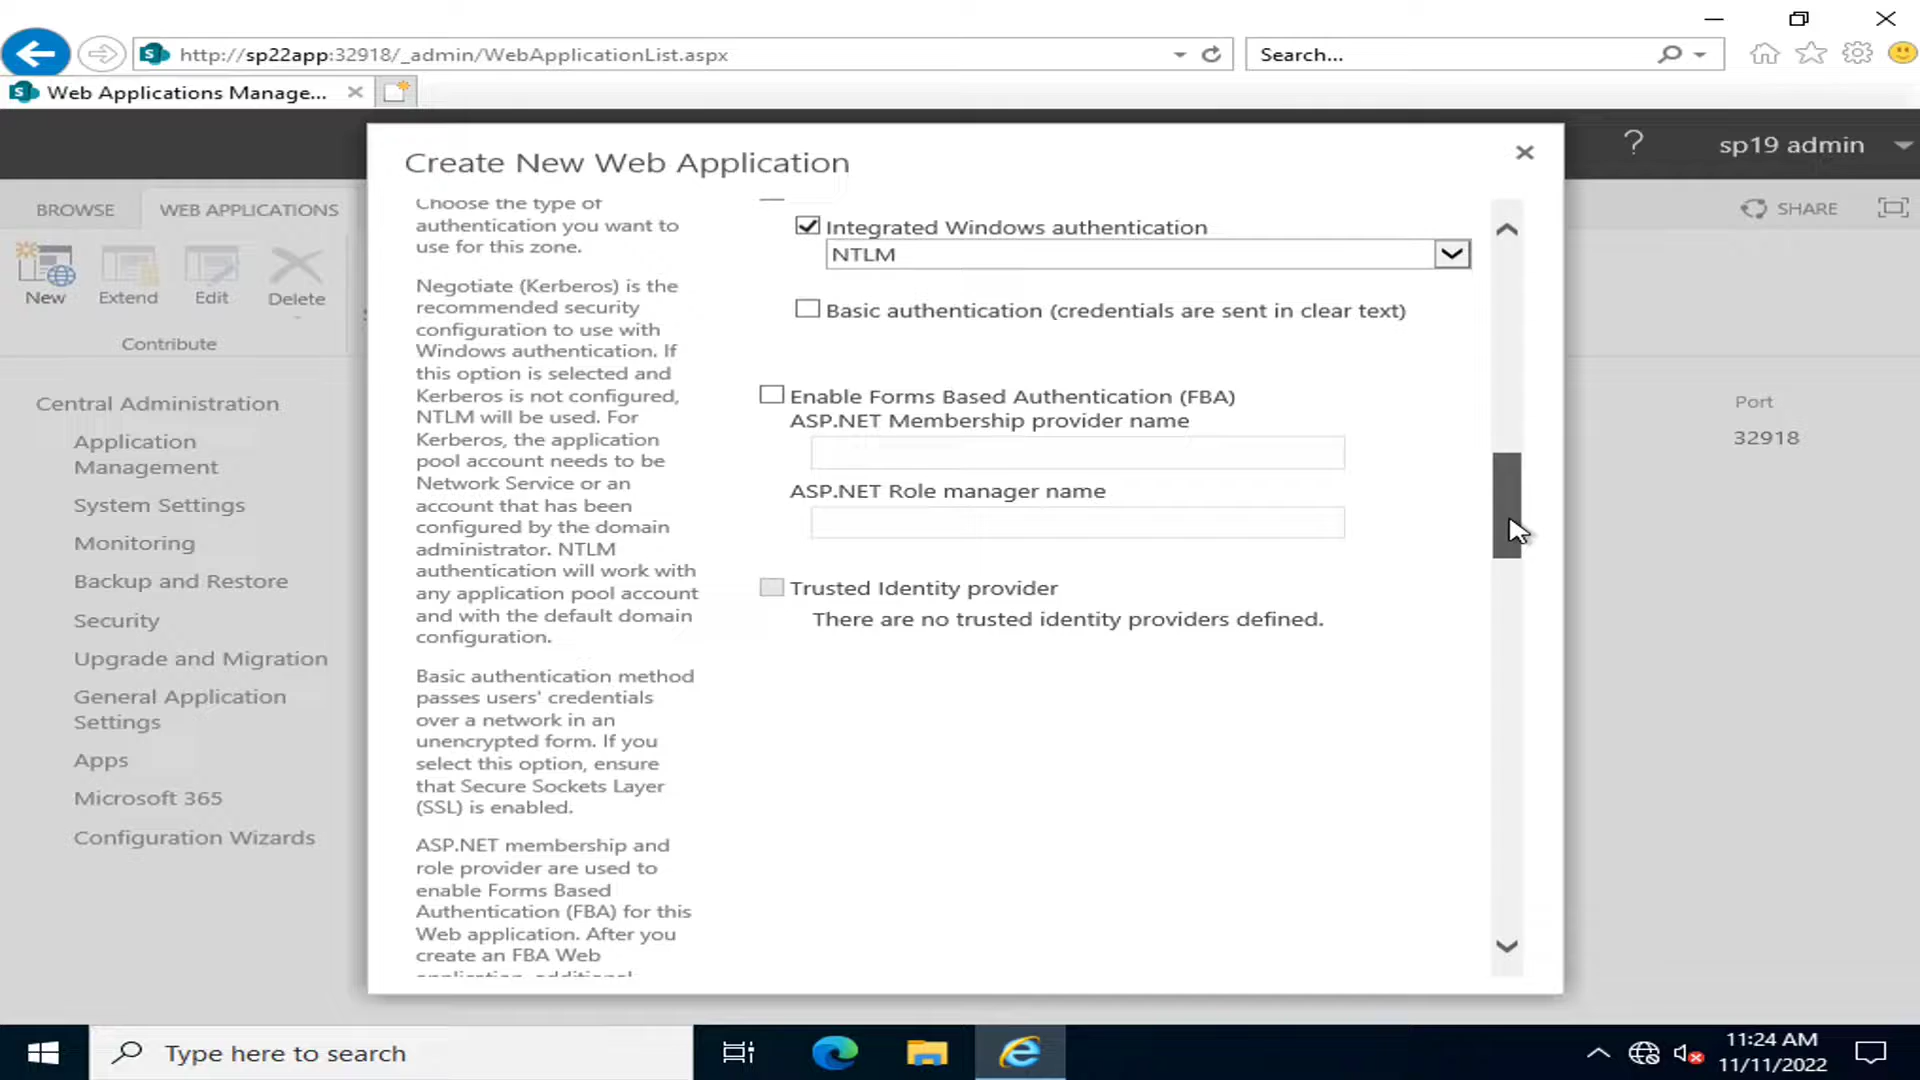 http://sp22app:32918/_admin/WebApplicationList.aspx
Search...
Web Applications Manage...
sp19 admin
BROWSE
WEB APPLICATIONS
SHARE
New
Extend
Edit
Delete
Contribute
Central Administration
Application
Management
System Settings
Monitoring
Backup and Restore
Security
Upgrade and Migration
General Application
Settings
Apps
Microsoft 365
Configuration Wizards
Create New Web Application
Choose the type of
authentication you want to
use for this zone.
Negotiate (Kerberos) is the
recommended security
configuration to use with
Windows authentication. If
this option is selected and
Kerberos is not configured,
NTLM will be used. For
Kerberos, the application
pool account needs to be
Network Service or an
account that has been
configured by the domain
administrator. NTLM
authentication will work with
any application pool account
and with the default domain
configuration.
Basic authentication method
passes users' credentials
over a network in an
unencrypted form. If you
select this option, ensure
that Secure Sockets Layer
(SSL) is enabled.
ASP.NET membership and
role provider are used to
enable Forms Based
Authentication (FBA) for this
Web application. After you
create an FBA Web
application, additional
Integrated Windows authentication
NTLM
Basic authentication (credentials are sent in clear text)
Enable Forms Based Authentication (FBA)
ASP.NET Membership provider name
ASP.NET Role manager name
Trusted Identity provider
There are no trusted identity providers defined.
Port
32918
Type here to search
11:24 AM
11/11/2022